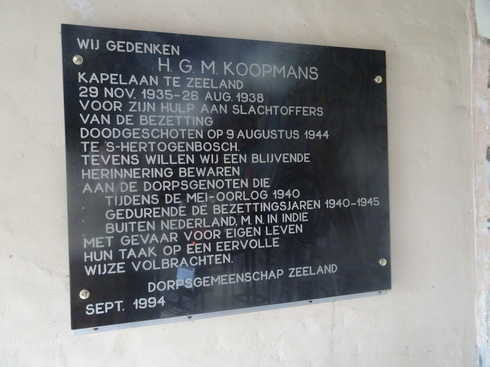 WIJ GEDENKEN
H. G. M. KOOPMANS
KAPELAAN TE ZEELAND
29 NOV. 1935-26 AUG. 1938
VOOR ZIJN HULP AAN SLACHTOFFERS
VAN DE BEZETTING
DOODGESCHOTEN OP 9 AUGUSTUS 1944
TE 'S-HERTOGENBOSCH.
TEVENS WILLEN WIJ EEN BLIJVENDE
HERINNERING BEWAREN
AAN DE DORPSGENOTEN DIE
TIJDENS DE MEI-OORLOG 1940
GEDURENDE DE BEZETTINGSJAREN 1940-1945
BUITEN NEDERLAND, M.N. IN INDIE
MET GEVAAR VOOR EIGEN LEVEN
HUN TAAK OP EEN EERVOLLE
WIJZE VOLBRACHTEN.
DORPSGEMEENSCHAP ZEELAND
SEPT. 1994